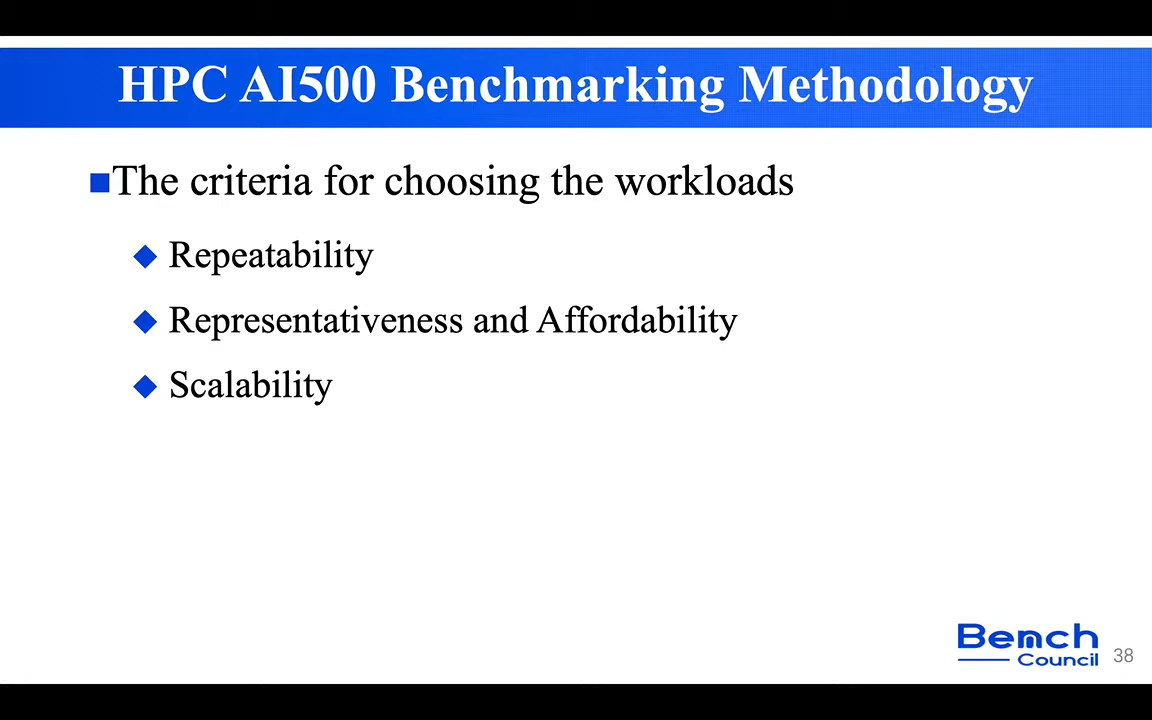 HPC AI500 Benchmarking Methodology
The criteria for choosing the workloads
Repeatability
Representativeness and Affordability
Scalability
Bench
Council
38